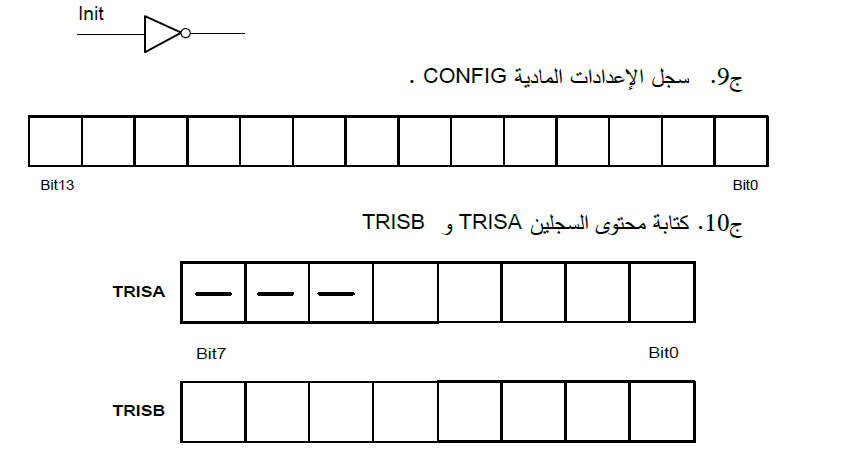 Init
ج9. سجل الإعدادات المادية CONFIG .
Bit13 Bit0
ج10. كتابة محتوى السجلين TRISA و TRISB
TRISA — — —
Bit7 Bit0
TRISB